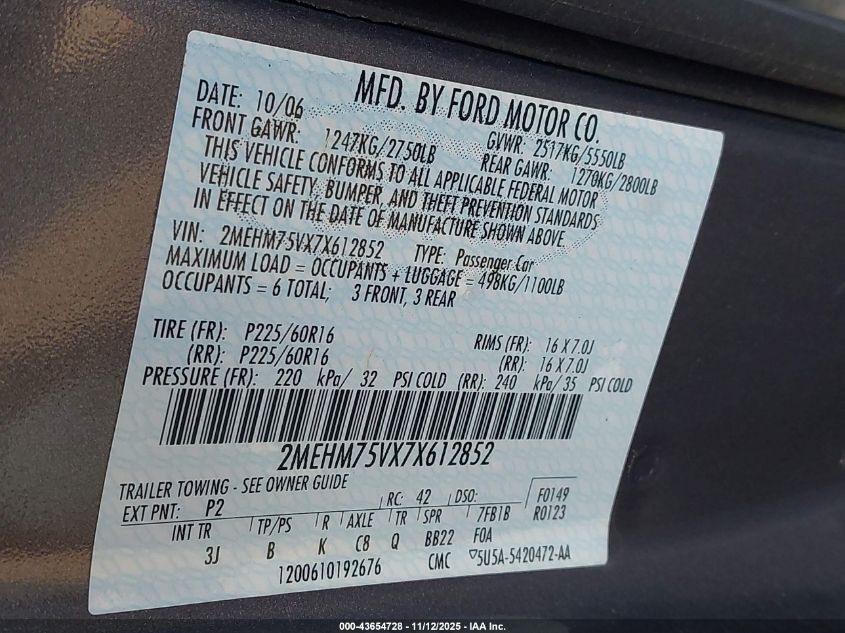 MFD. BY FORD MOTOR CO.
DATE: 10/06 GVWR: 2517KG/5550LB
FRONT GAWR: 1247KG/2750LB REAR GAWR: 1270KG/2800LB
THIS VEHICLE CONFORMS TO ALL APPLICABLE FEDERAL MOTOR
VEHICLE SAFETY, BUMPER, AND THEFT PREVENTION STANDARDS
IN EFFECT ON THE DATE OF MANUFACTURE SHOWN ABOVE
VIN: 2MEHM75VX7X612852 TYPE: Passenger Car
MAXIMUM LOAD = OCCUPANTS + LUGGAGE = 498KG/1100LB
OCCUPANTS = 6 TOTAL; 3 FRONT, 3 REAR
TIRE (FR): P225/60R16 RIMS (FR): 16 X 7.0J
(RR): P225/60R16 (RR): 16 X 7.0J
PRESSURE (FR): 220 kPa/ 32 PSI COLD (RR): 240 kPa/ 35 PSI COLD
2MEHM75VX7X612852
TRAILER TOWING - SEE OWNER GUIDE
EXT PNT: P2 RC: 42 DSO: F0149
INT TR TP/PS R AXLE TR SPR 7FB1B R0123
3J B K C8 Q BB22 F0A
1200610192676 CMC 5U5A-5420472-AA
000-43654728 - 11/12/2025 - IAA Inc.